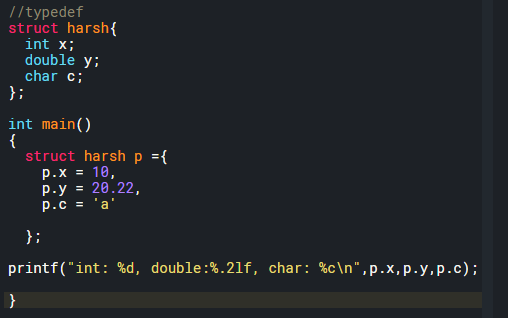 //typedef
struct harsh{
  int x;
  double y;
  char c;
};

int main()
{
  struct harsh p ={
    p.x = 10,
    p.y = 20.22,
    p.c = 'a'

  };

printf("int: %d, double:%.2lf, char: %c\n",p.x,p.y,p.c);

}